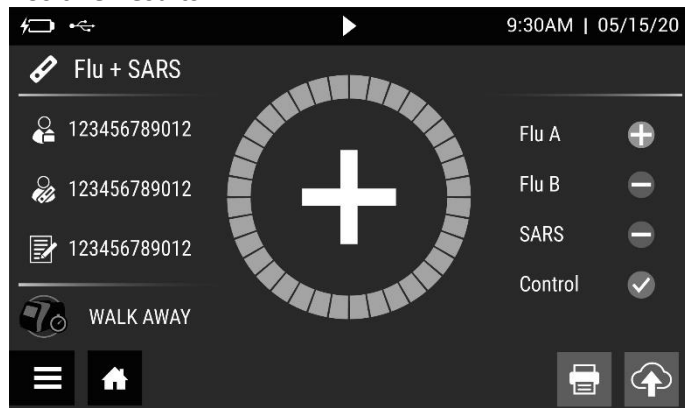 9:30AM | 05/15/20
Flu + SARS
123456789012
123456789012
123456789012
WALK AWAY
Flu A
Flu B
SARS
Control